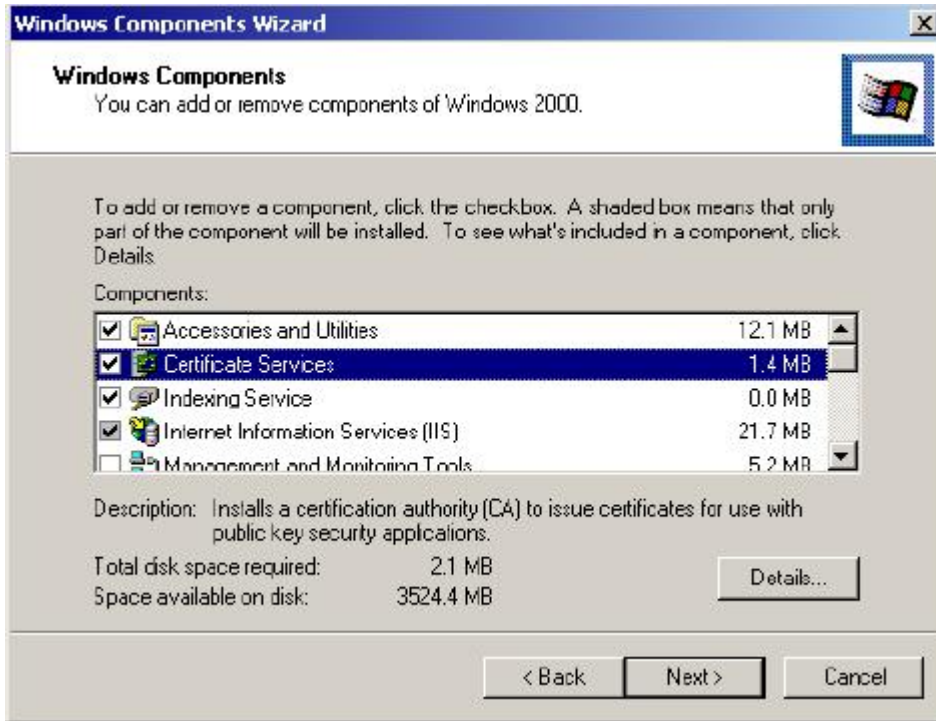 Windows Components Wizard
Windows Components
You can add or remove components of Windows 2000.
To add or remove a component, click the checkbox. A shaded box means that only
part of the component will be installed. To see what's included in a component, click
Details.
Components:
Accessories and Utilities 12.1 MB
Certificate Services 1.4 MB
Indexing Service 0.0 MB
Internet Information Services (IIS) 21.7 MB
Management and Monitoring Tools 5.2 MB
Description: Installs a certification authority (CA) to issue certificates for use with
public key security applications.
Total disk space required: 2.1 MB
Space available on disk: 3524.4 MB
Details...
< Back Next > Cancel